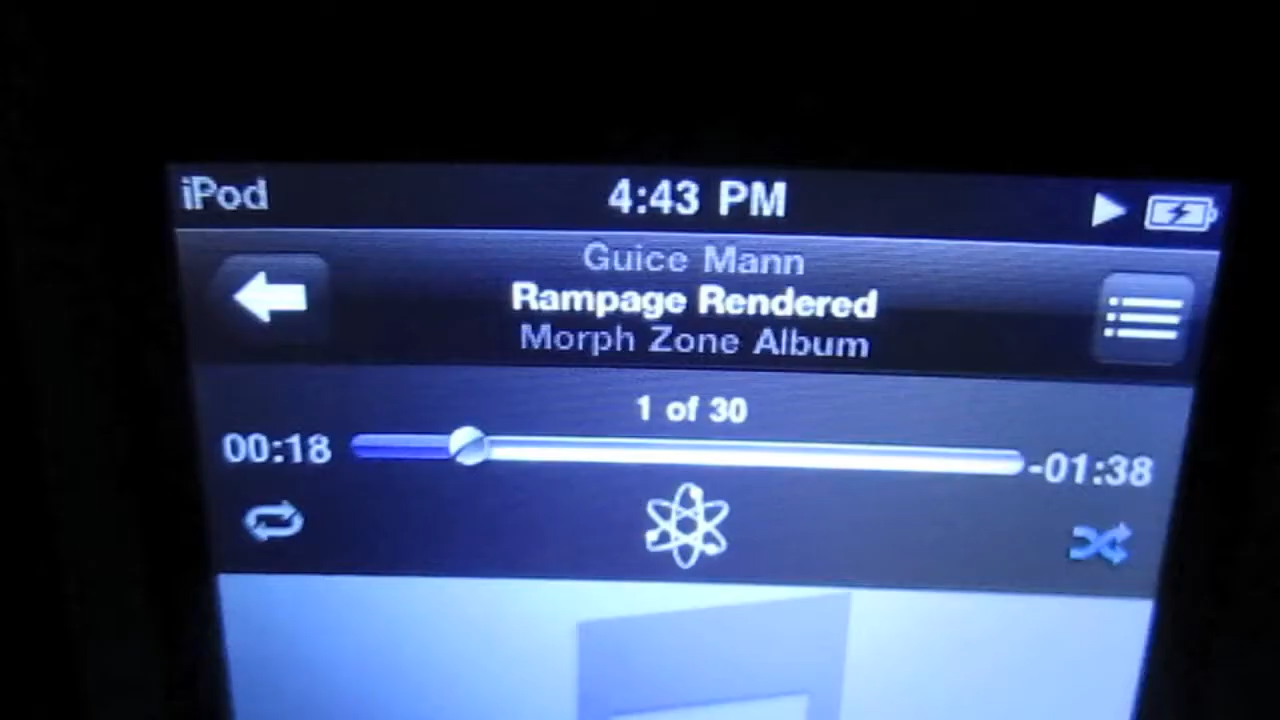 iPod
4:43 PM
Guice Mann
Rampage Rendered
Morph Zone Album
1 of 30
00:18
-01:38